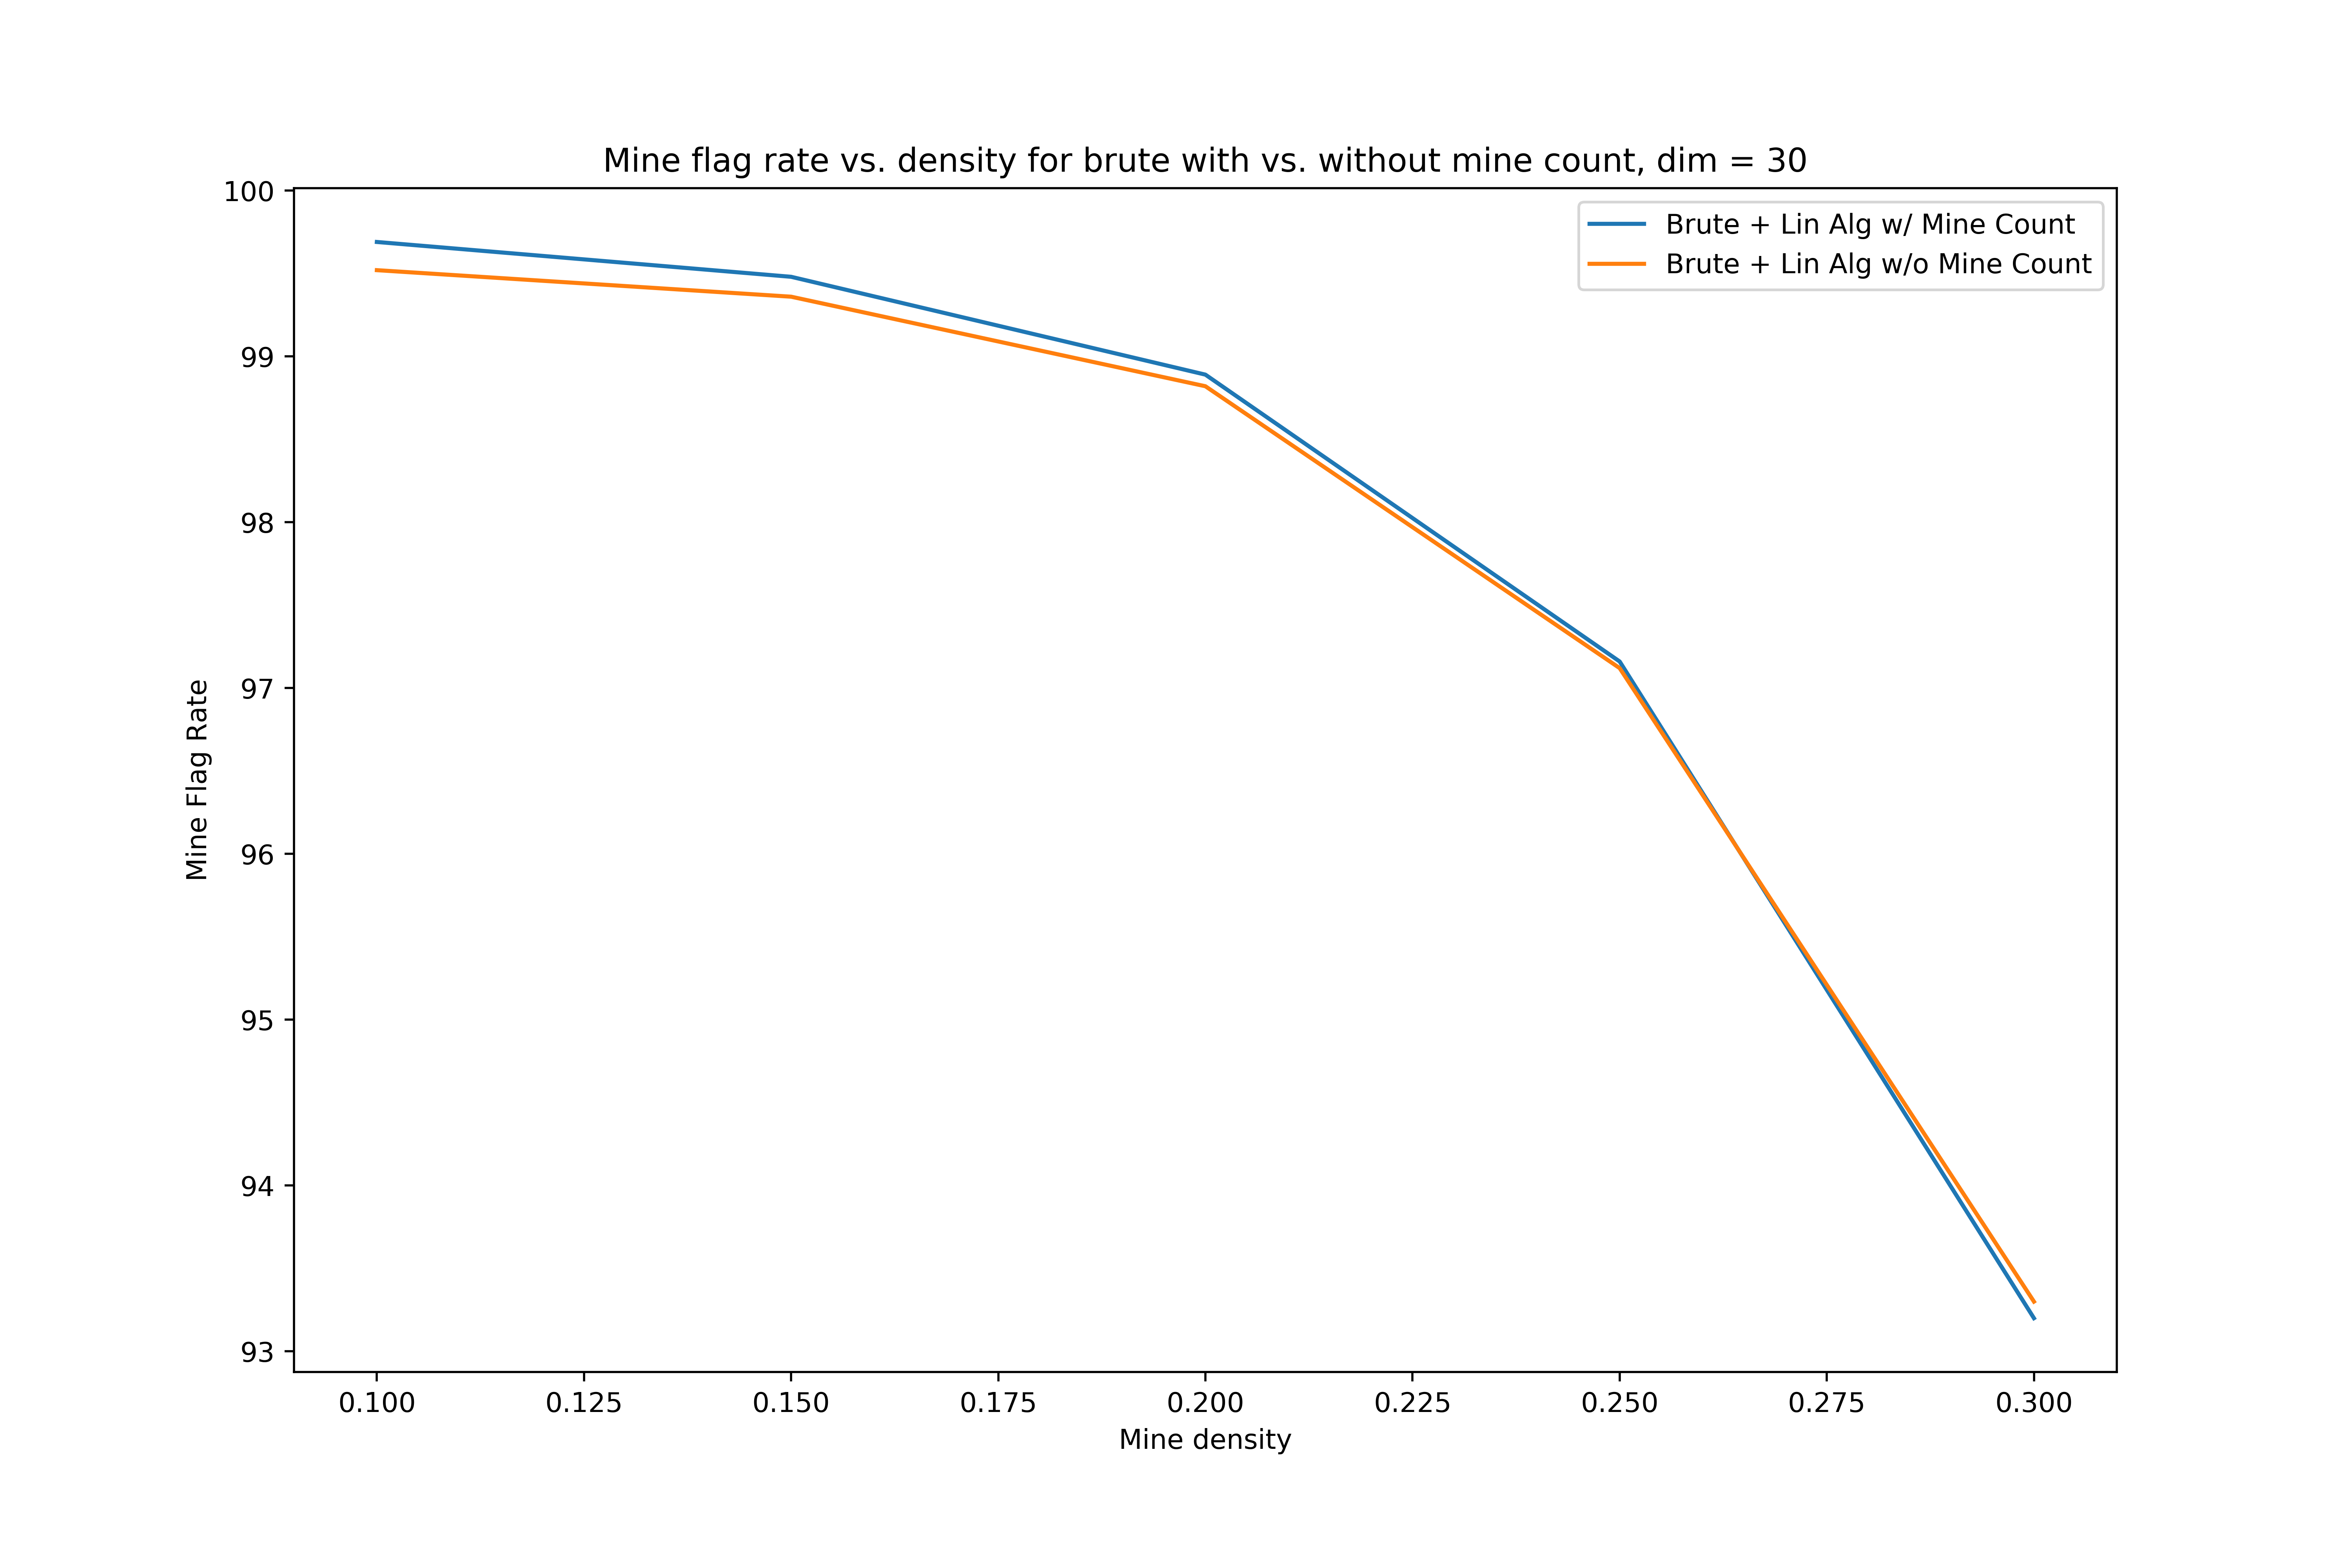 Mine flag rate vs. density for brute with vs. without mine count, dim = 30
Brute + Lin Alg w/ Mine Count
Brute + Lin Alg w/o Mine Count
Mine Flag Rate
100
99
98
97
96
95
94
93
0.100 0.125 0.150 0.175 0.200 0.225 0.250 0.275 0.300
Mine density